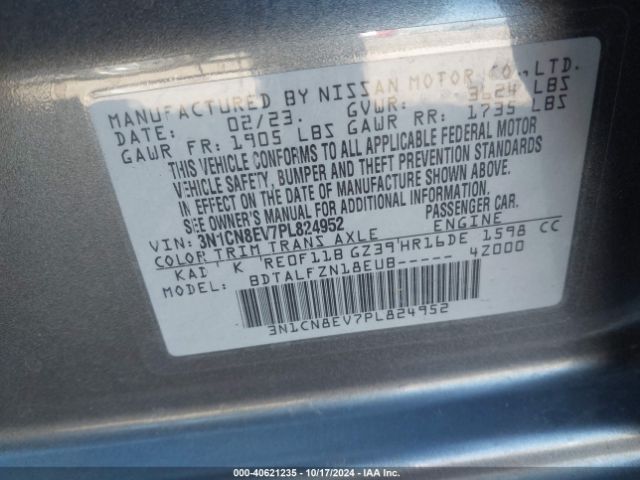 MANUFACTURED BY NISSAN MOTOR CO., LTD.
DATE: 02/23. GVWR: 3624 LBS
GAWR FR: 1905 LBS GAWR RR: 1735 LBS
THIS VEHICLE CONFORMS TO ALL APPLICABLE FEDERAL MOTOR
VEHICLE SAFETY, BUMPER AND THEFT PREVENTION STANDARDS
IN EFFECT ON THE DATE OF MANUFACTURE SHOWN ABOVE.
SEE OWNER'S MANUAL FOR ADDITIONAL INFORMATION.
VIN: 3N1CN8EV7PL824952 PASSENGER CAR.
COLOR TRIM TRANS AXLE ENGINE
KAD K RE0F11B GZ39 HR16DE 1598 CC
MODEL: BDTALFZN18EUB----- 4Z000
3N1CN8EV7PL824952
000-40621235 - 10/17/2024 - IAA Inc.